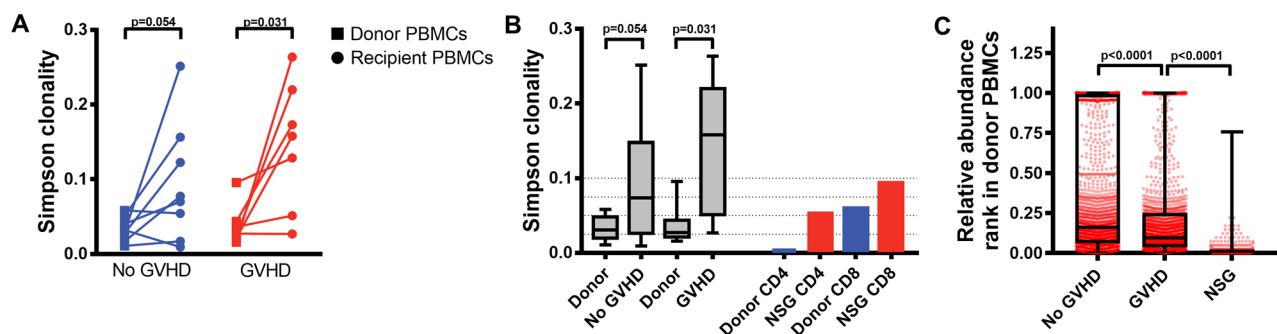 A
Simpson clonality
0.3
0.2
0.1
0.0
p=0.054
p=0.031
No GVHD
GVHD
Donor PBMCs
Recipient PBMCs
B
Simpson clonality
0.3
0.2
0.1
0.0
p=0.054
p=0.031
Donor
No GVHD
Donor
GVHD
Donor CD4
NSG CD4
Donor CD8
NSG CD8
C
Relative abundance
rank in donor PBMCs
1.25
1.00
0.75
0.50
0.25
0.00
p<0.0001
p<0.0001
No GVHD
GVHD
NSG